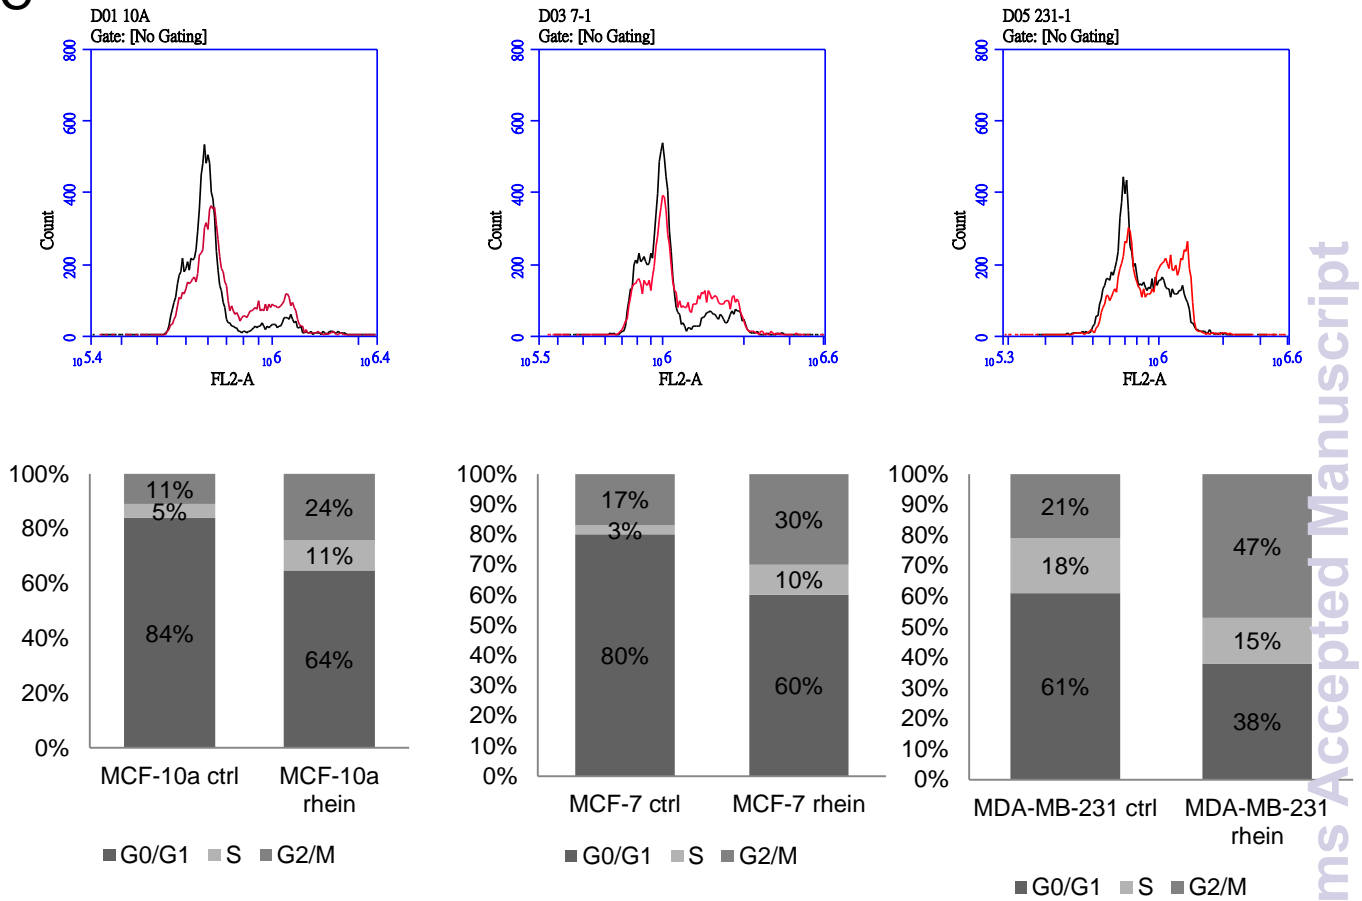 D01 10A
Gate: [No Gating]
800
600
400
200
0
Count
10 5.4
10 6
10 6.4
FL2-A
D03 7-1
Gate: [No Gating]
800
600
400
200
0
Count
10 5.5
10 6
10 6.6
FL2-A
D05 231-1
Gate: [No Gating]
800
600
400
200
0
Count
10 5.3
10 6
10 6.6
FL2-A
100%
80%
60%
40%
20%
0%
11%
5%
84%
24%
11%
64%
MCF-10a ctrl
MCF-10a
rhein
G0/G1 S G2/M
100%
90%
80%
70%
60%
50%
40%
30%
20%
10%
0%
17%
3%
80%
30%
10%
60%
MCF-7 ctrl
MCF-7 rhein
G0/G1 S G2/M
100%
90%
80%
70%
60%
50%
40%
30%
20%
10%
0%
21%
18%
61%
47%
15%
38%
MDA-MB-231 ctrl
MDA-MB-231
rhein
G0/G1 S G2/M
ms Accepted Manuscript